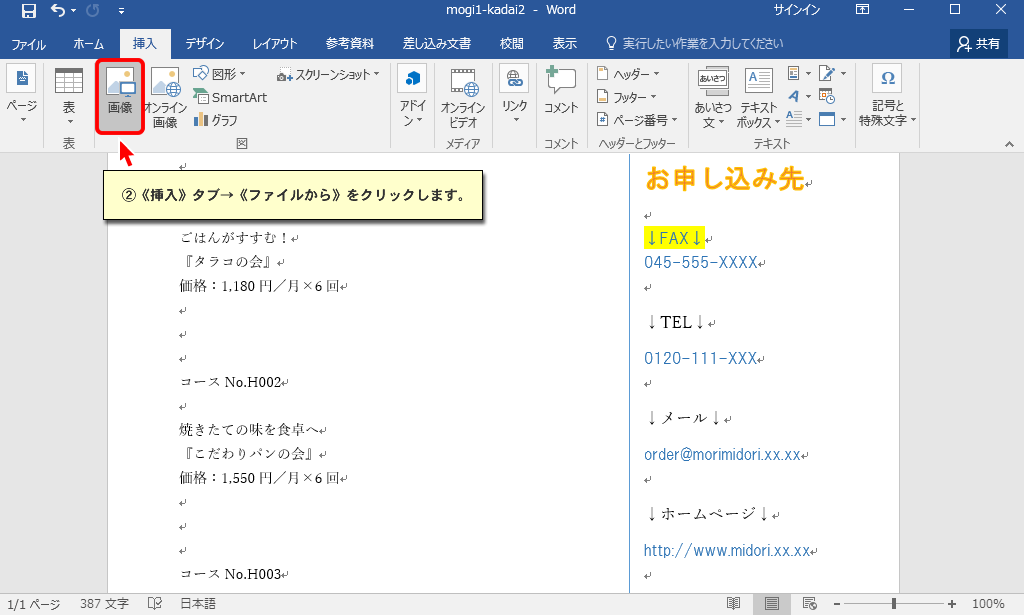 mogi1-kadai2 - Word
サインイン
ファイル
ホーム
挿入
デザイン
レイアウト
参考資料
差し込み文書
校閲
表示
実行したい作業を入力してください
共有
ページ
表
画像
オンライン
画像
図形
SmartArt
グラフ
スクリーンショット
アドイ
ン
オンライン
ビデオ
リンク
コメント
ヘッダー
フッター
ページ番号
あいさつ
あいさつ
文
テキスト
ボックス
記号と
特殊文字
表
図
メディア
コメント
ヘッダーとフッター
テキスト
②《挿入》タブ→《ファイルから》をクリックします。
ごはんがすすむ！
『タラコの会』
価格：1,180 円／月×6 回
コース No.H002
焼きたての味を食卓へ
『こだわりパンの会』
価格：1,550 円／月×6 回
コース No.H003
お申し込み先
↓FAX↓
045-555-XXXX
↓TEL↓
0120-111-XXX
↓メール↓
order@morimidori.xx.xx
↓ホームページ↓
http://www.midori.xx.xx
1/1 ページ
387 文字
日本語
100%